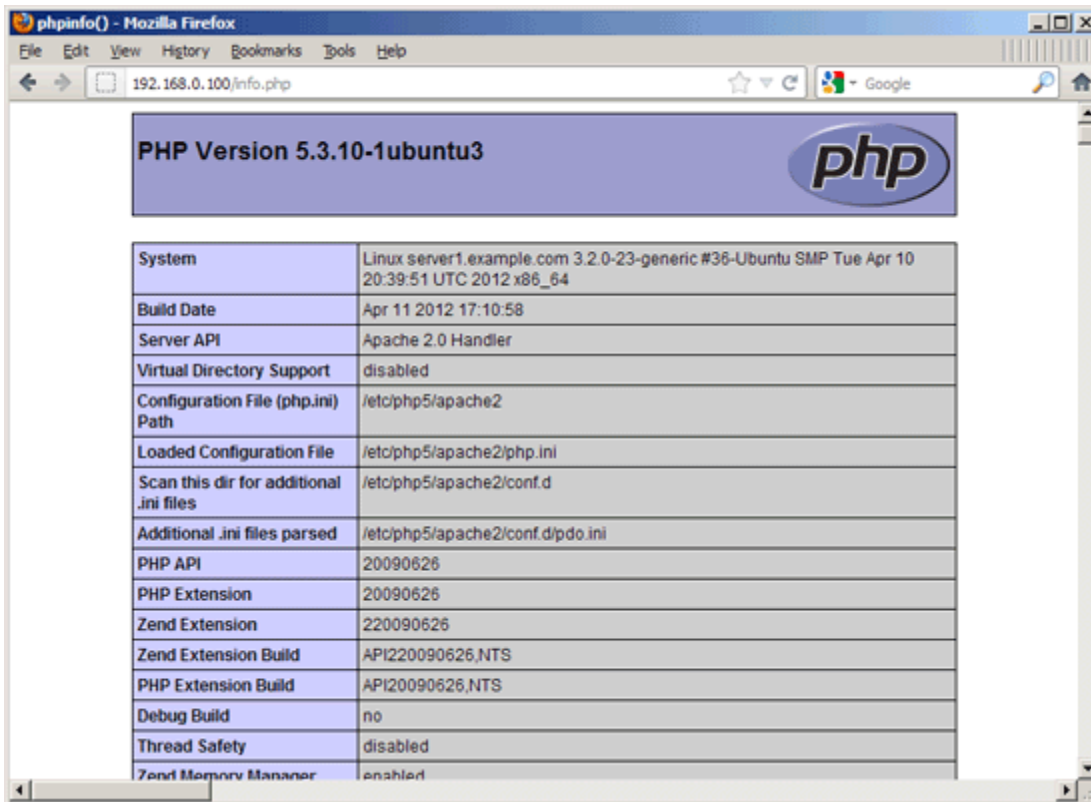 phpinfo() - Mozilla Firefox
File Edit View History Bookmarks Tools Help
192.168.0.100/info.php Google
PHP Version 5.3.10-1ubuntu3
php
System Linux server1.example.com 3.2.0-23-generic #36-Ubuntu SMP Tue Apr 10
20:39:51 UTC 2012 x86_64
Build Date Apr 11 2012 17:10:58
Server API Apache 2.0 Handler
Virtual Directory Support disabled
Configuration File (php.ini) /etc/php5/apache2
Path
Loaded Configuration File /etc/php5/apache2/php.ini
Scan this dir for additional /etc/php5/apache2/conf.d
.ini files
Additional .ini files parsed /etc/php5/apache2/conf.d/pdo.ini
PHP API 20090626
PHP Extension 20090626
Zend Extension 220090626
Zend Extension Build API220090626,NTS
PHP Extension Build API20090626,NTS
Debug Build no
Thread Safety disabled
Zend Memory Manager enabled